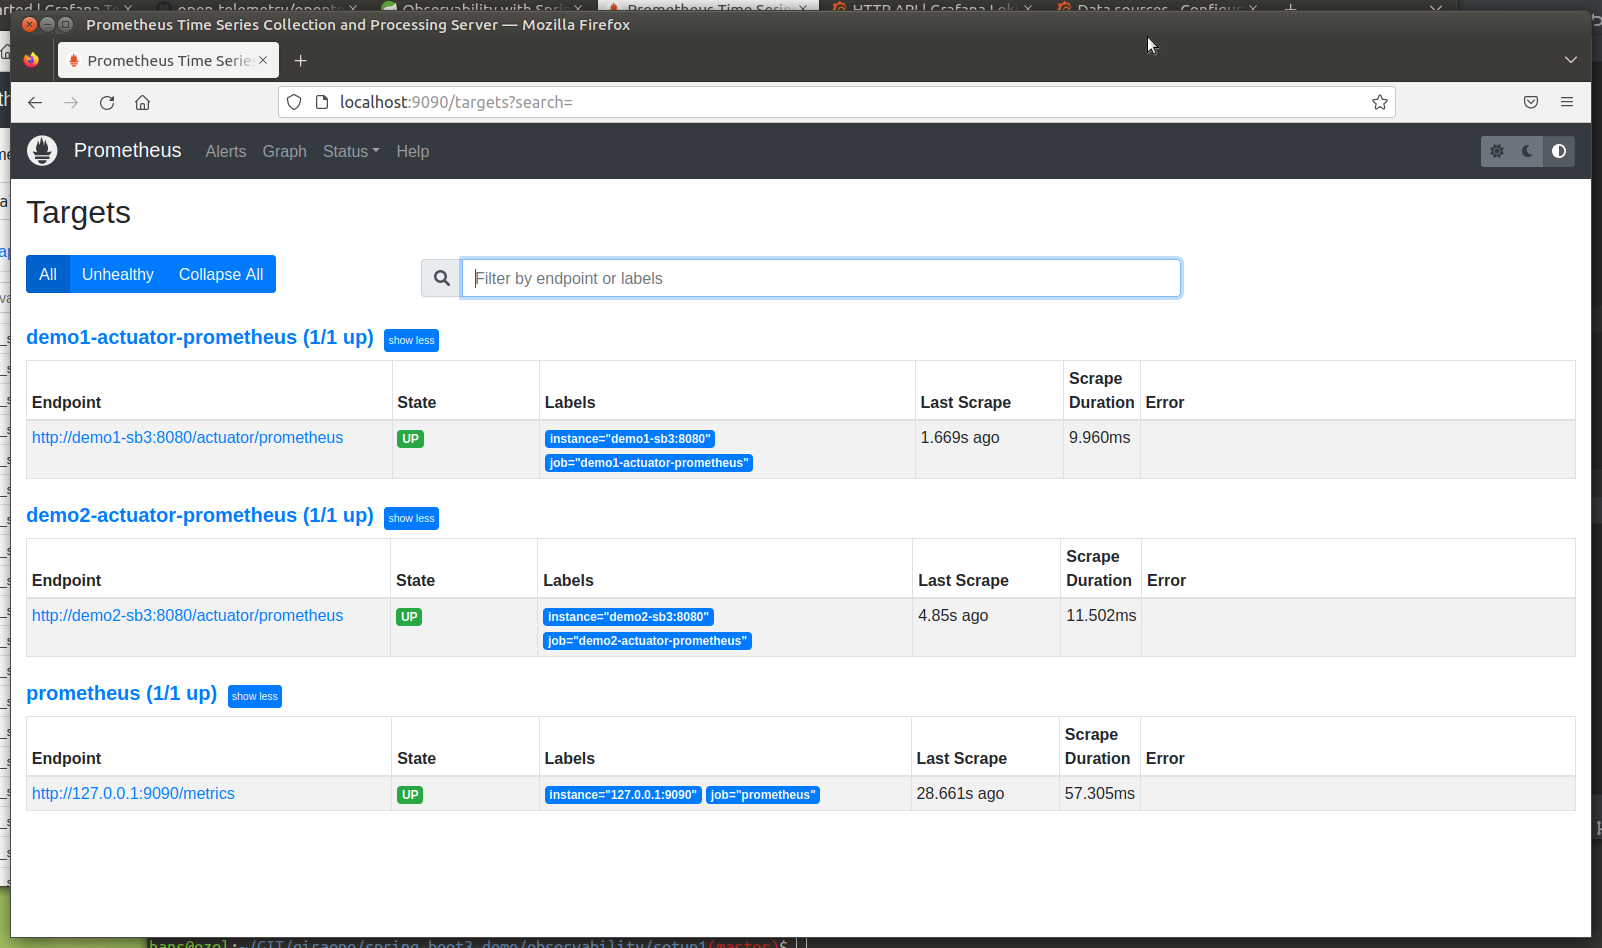 Prometheus Time Series Collection and Processing Server — Mozilla Firefox
Prometheus Time Series
localhost:9090/targets?search=
Prometheus Alerts Graph Status Help
Targets
All Unhealthy Collapse All
Filter by endpoint or labels
demo1-actuator-prometheus (1/1 up) show less
Endpoint State Labels Last Scrape Scrape Duration Error
http://demo1-sb3:8080/actuator/prometheus UP instance="demo1-sb3:8080" 1.669s ago 9.960ms
job="demo1-actuator-prometheus"
demo2-actuator-prometheus (1/1 up) show less
Endpoint State Labels Last Scrape Scrape Duration Error
http://demo2-sb3:8080/actuator/prometheus UP instance="demo2-sb3:8080" 4.85s ago 11.502ms
job="demo2-actuator-prometheus"
prometheus (1/1 up) show less
Endpoint State Labels Last Scrape Scrape Duration Error
http://127.0.0.1:9090/metrics UP instance="127.0.0.1:9090" job="prometheus" 28.661s ago 57.305ms